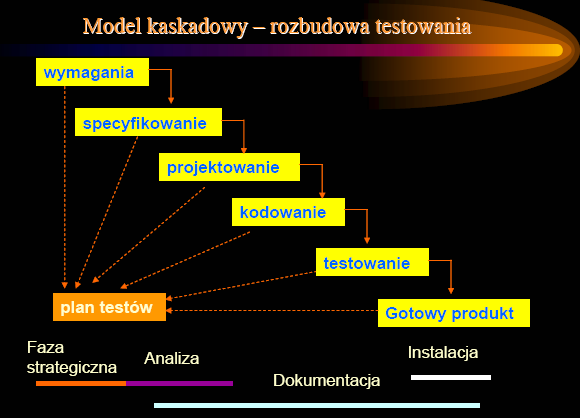 Model kaskadowy – rozbudowa testowania
wymagania
specyfikowanie
projektowanie
kodowanie
testowanie
plan testów
Gotowy produkt
Faza
strategiczna
Analiza
Instalacja
Dokumentacja